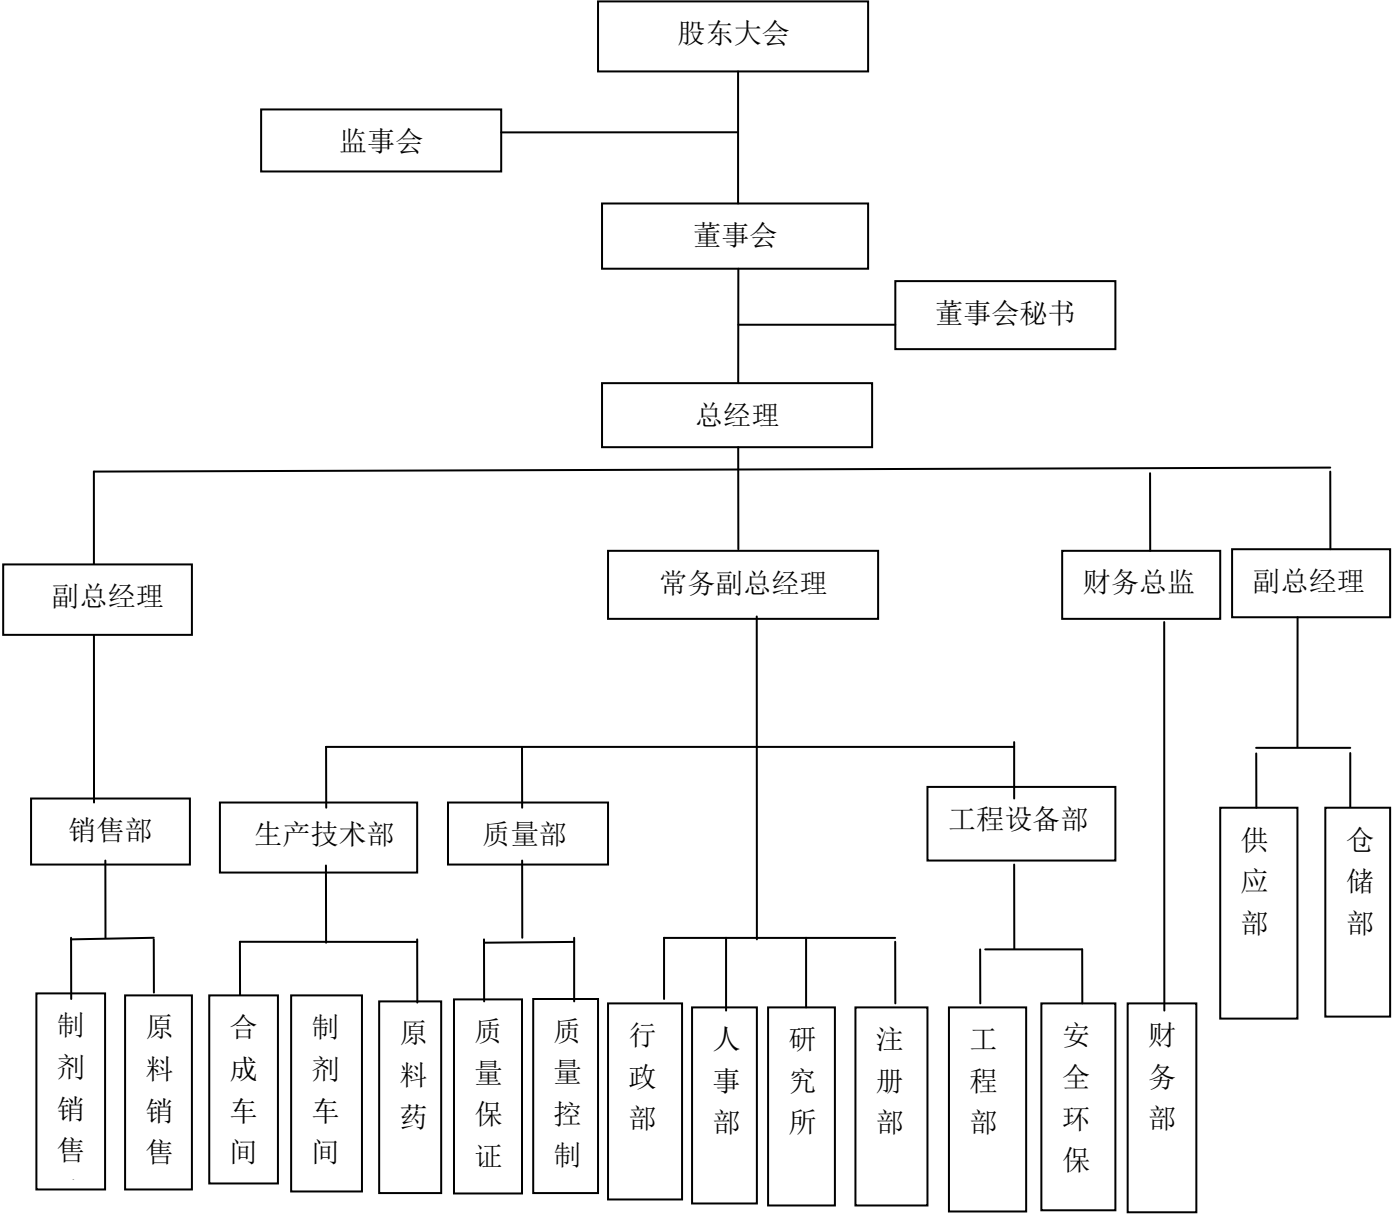 股东大会
监事会
董事会
董事会秘书
总经理
副总经理
常务副总经理
财务总监
副总经理
销售部
生产技术部
质量部
工程设备部
供应部
仓储部
制剂销售
原料销售
合成车间
制剂车间
原料药
质量保证
质量控制
行政部
人事部
研究所
注册部
工程部
安全环保
财务部